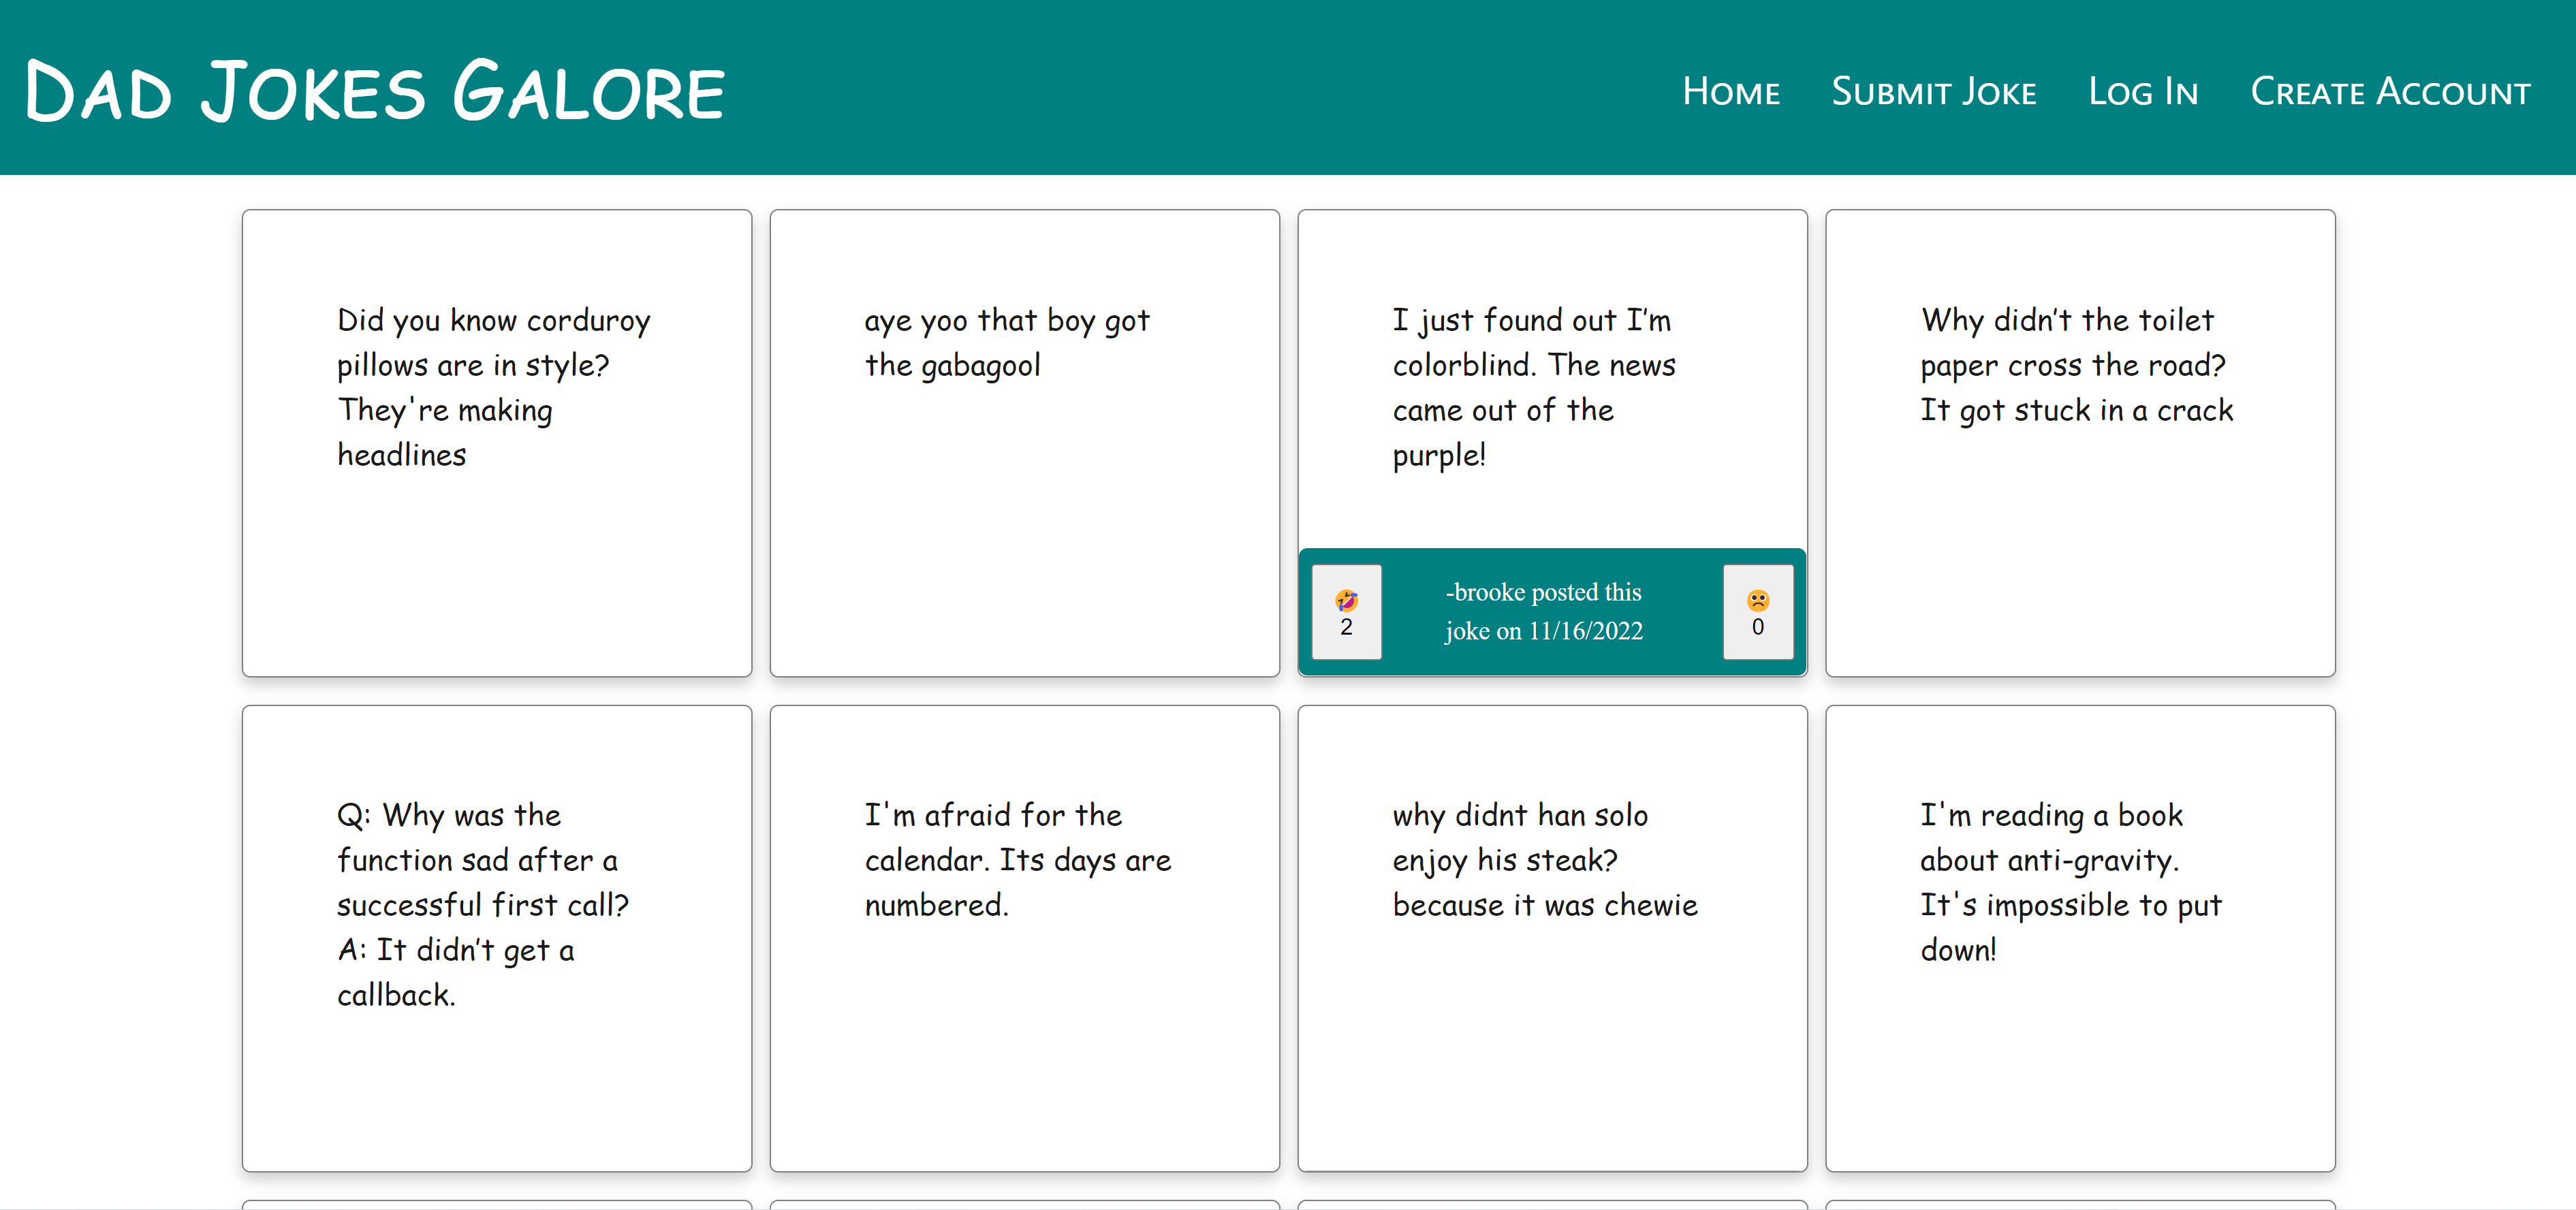 Dad Jokes Galore
Home
Submit Joke
Log In
Create Account
Did you know corduroy
pillows are in style?
They're making
headlines
aye yoo that boy got
the gabagool
I just found out I’m
colorblind. The news
came out of the
purple!
2
-brooke posted this
joke on 11/16/2022
0
Why didn’t the toilet
paper cross the road?
It got stuck in a crack
Q: Why was the
function sad after a
successful first call?
A: It didn’t get a
callback.
I'm afraid for the
calendar. Its days are
numbered.
why didnt han solo
enjoy his steak?
because it was chewie
I'm reading a book
about anti-gravity.
It's impossible to put
down!